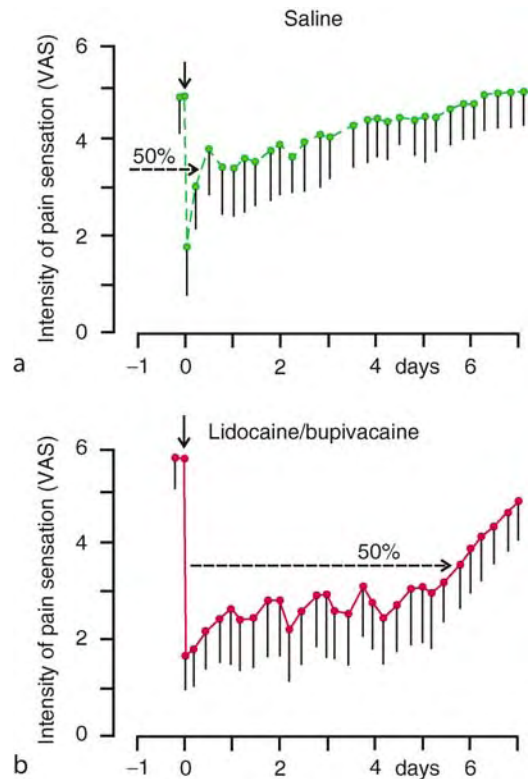 Saline
Intensity of pain sensation (VAS)
6
4
2
0
50%
–1 0 2 4 days 6
a
Lidocaine/bupivacaine
Intensity of pain sensation (VAS)
6
4
2
0
50%
–1 0 2 4 days 6
b